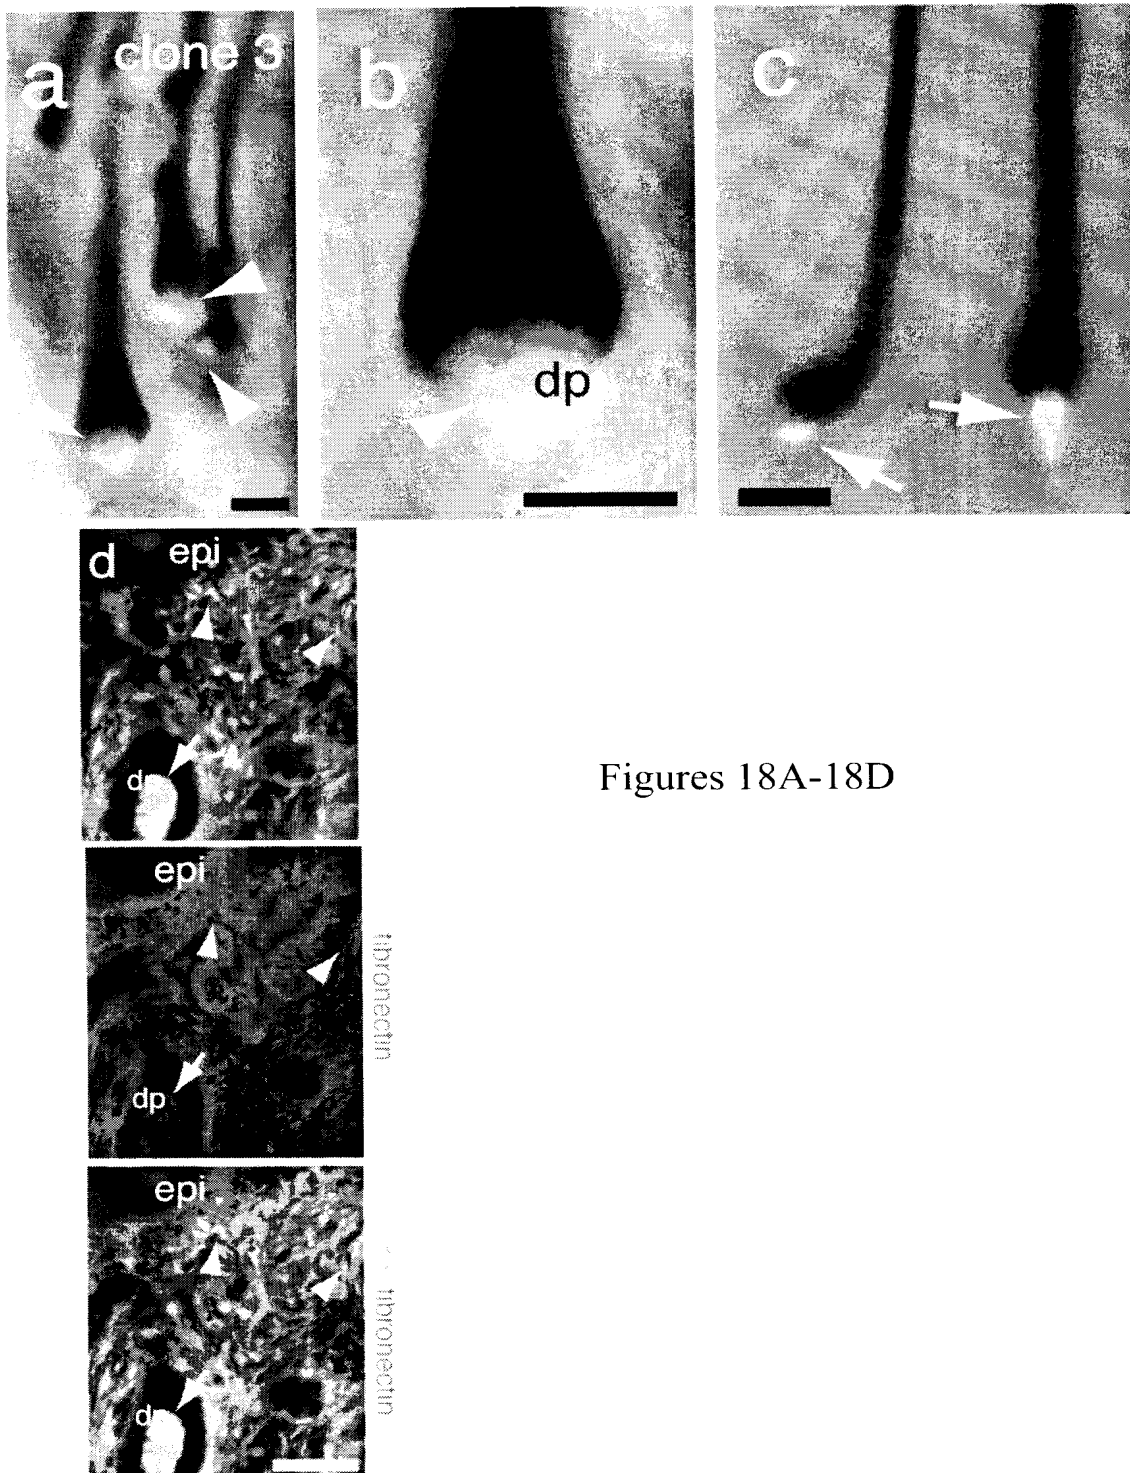 a
clone 3
b
dp
c
d
epi
epi
dp
fibronectin
epi
fibronectin
Figures 18A-18D